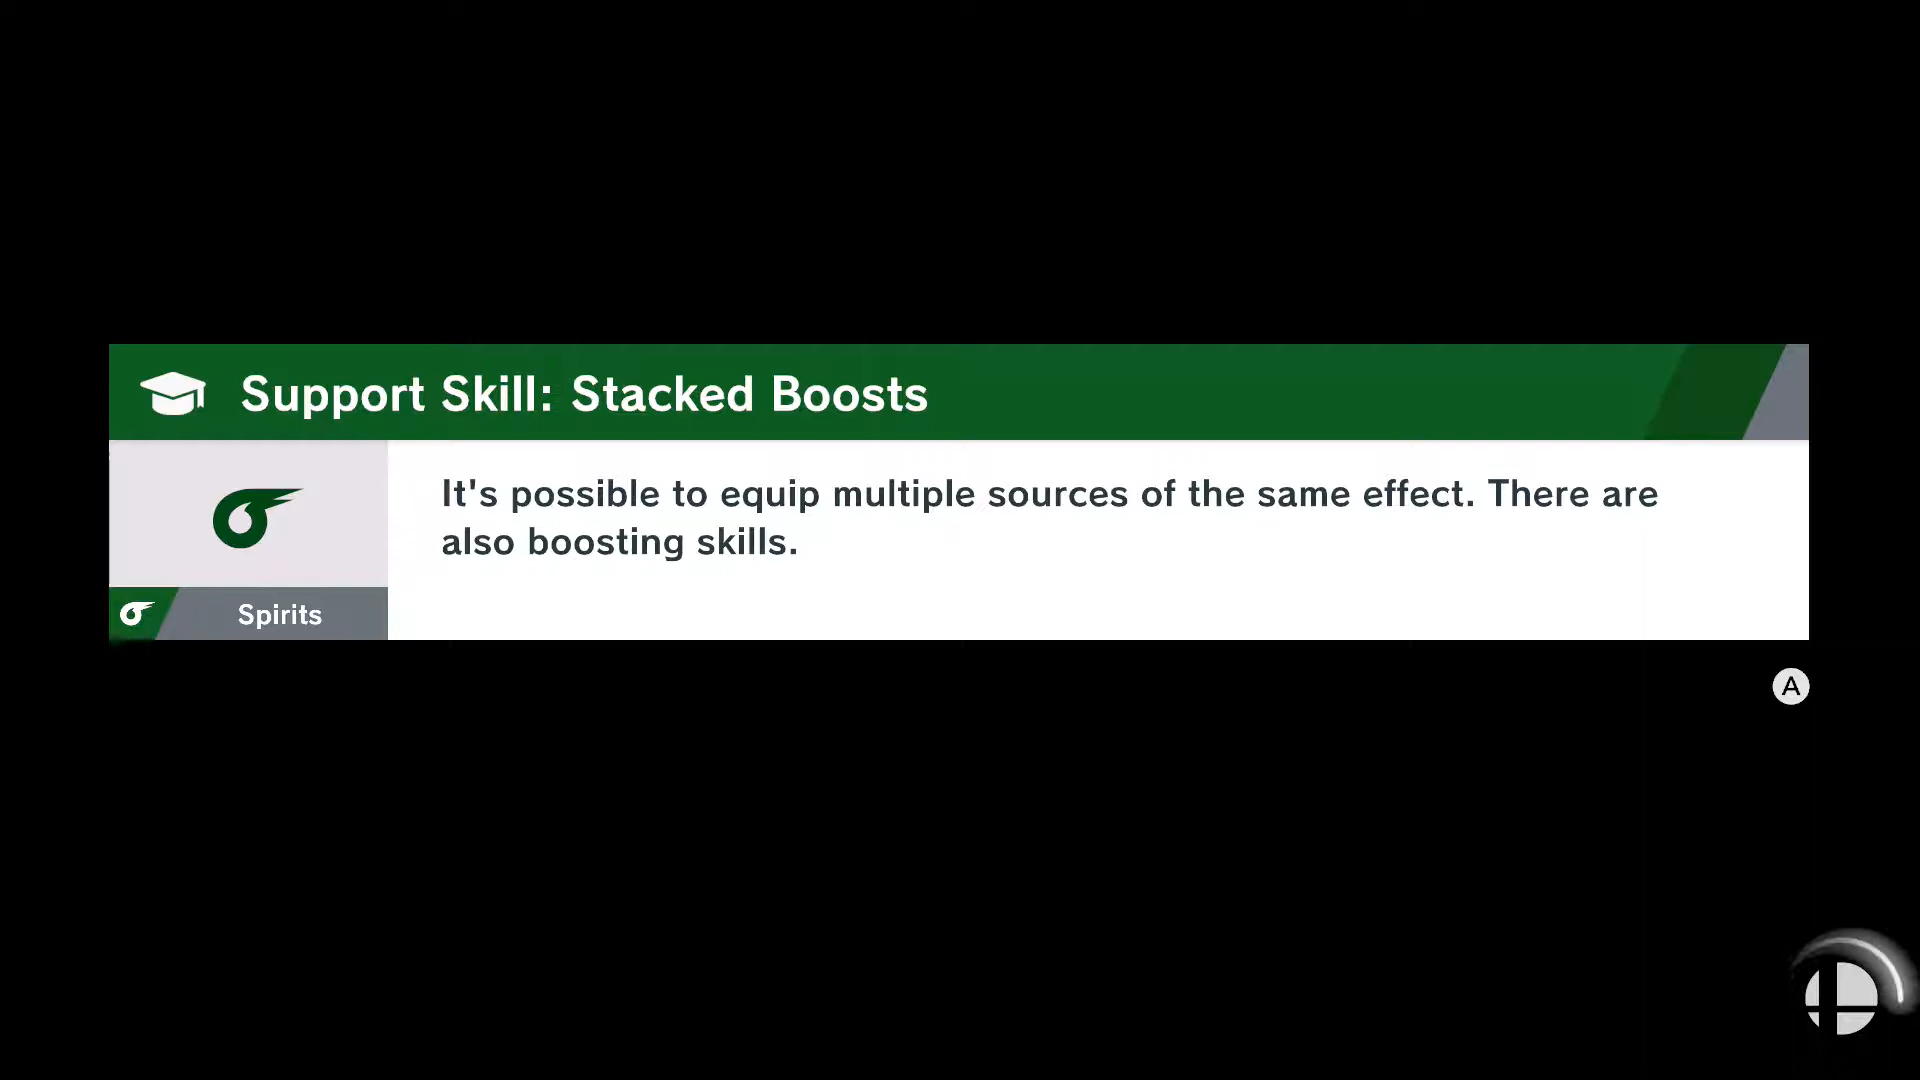 Support Skill: Stacked Boosts
It's possible to equip multiple sources of the same effect. There are
also boosting skills.
Spirits
A